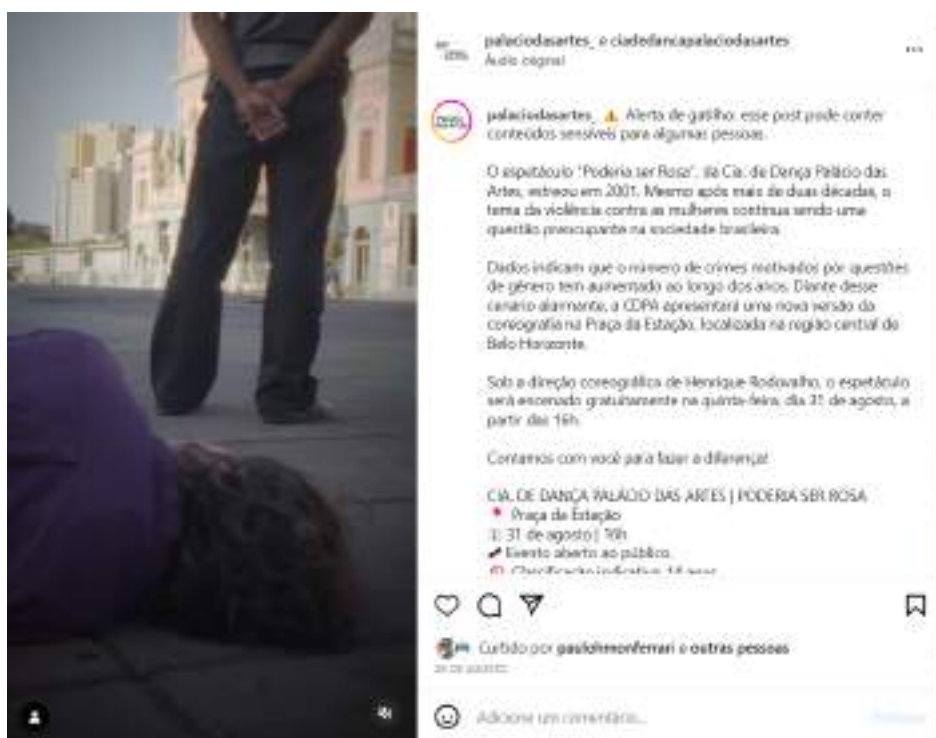 palaciodasartes_ e ciadedancapalaciodasartes
Áudio original
palaciodasartes_ ⚠️ Alerta de gatilho: esse post pode conter
conteúdos sensíveis para algumas pessoas.
O espetáculo "Poderia ser Rosa", da Cia. de Dança Palácio das
Artes, estreou em 2001. Mesmo após mais de duas décadas, o
tema da violência contra as mulheres continua sendo uma
questão preocupante na sociedade brasileira.
Dados indicam que o número de crimes motivados por questões
de gênero tem aumentado ao longo dos anos. Diante desse
cenário alarmante, a CDPA apresentará uma nova versão da
coreografia na Praça da Estação, localizada na região central de
Belo Horizonte.
Sob a direção coreográfica de Henrique Rodovalho, o espetáculo
será encenado gratuitamente na quinta-feira, dia 31 de agosto, a
partir das 16h.
Contamos com você para fazer a diferença!
CIA. DE DANÇA PALÁCIO DAS ARTES | PODERIA SER ROSA
📍 Praça da Estação
31 de agosto | 16h
Evento aberto ao público.
Classificação indicativa: 14 anos
Curtido por paulohmonferrari e outras pessoas
DE AGOSTO
Adicione um comentário...